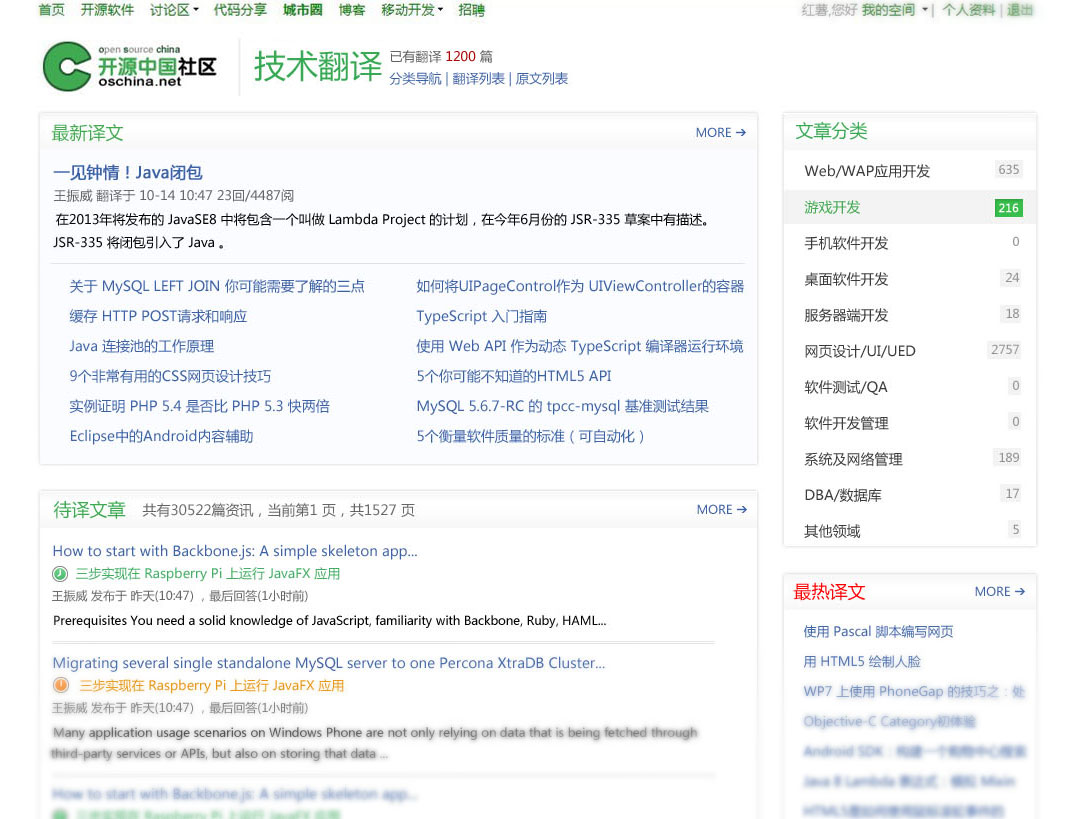 首页 开源软件 讨论区 代码分享 城市圈 博客 移动开发 招聘
红薯,您好 我的空间 | 个人资料 | 退出
open source china
开源中国社区
oschina.net
技术翻译
已有翻译 1200 篇
分类导航 | 翻译列表 | 原文列表
最新译文 MORE →
一见钟情！Java闭包
王振威 翻译于 10-14 10:47 23回/4487阅
在2013年将发布的 JavaSE8 中将包含一个叫做 Lambda Project 的计划，在今年6月份的 JSR-335 草案中有描述。
JSR-335 将闭包引入了 Java 。
关于 MySQL LEFT JOIN 你可能需要了解的三点
如何将UIPageControl作为 UIViewController的容器
缓存 HTTP POST请求和响应
TypeScript 入门指南
Java 连接池的工作原理
使用 Web API 作为动态 TypeScript 编译器运行环境
9个非常有用的CSS网页设计技巧
5个你可能不知道的HTML5 API
实例证明 PHP 5.4 是否比 PHP 5.3 快两倍
MySQL 5.6.7-RC 的 tpcc-mysql 基准测试结果
Eclipse中的Android内容辅助
5个衡量软件质量的标准（可自动化）
待译文章 共有30522篇资讯，当前第1 页，共1527 页 MORE →
How to start with Backbone.js: A simple skeleton app...
三步实现在 Raspberry Pi 上运行 JavaFX 应用
王振威 发布于 昨天(10:47) ，最后回答(1小时前)
Prerequisites You need a solid knowledge of JavaScript, familiarity with Backbone, Ruby, HAML...
Migrating several single standalone MySQL server to one Percona XtraDB Cluster...
三步实现在 Raspberry Pi 上运行 JavaFX 应用
王振威 发布于 昨天(10:47) ，最后回答(1小时前)
Many application usage scenarios on Windows Phone are not only relying on data that is being fetched through
third-party services or APIs, but also on storing that data ...
How to start with Backbone.js: A simple skeleton app...
三步实现在 Raspberry Pi 上运行 JavaFX 应用
文章分类
Web/WAP应用开发 635
游戏开发 216
手机软件开发 0
桌面软件开发 24
服务器端开发 18
网页设计/UI/UED 2757
软件测试/QA 0
软件开发管理 0
系统及网络管理 189
DBA/数据库 17
其他领域 5
最热译文 MORE →
使用 Pascal 脚本编写网页
用 HTML5 绘制人脸
WP7 上使用 PhoneGap 的技巧之：处
Objective-C Category初体验
Android SDK：构建一个购物中心搜索
Java 8 Lambda 表达式：模拟 Mixin